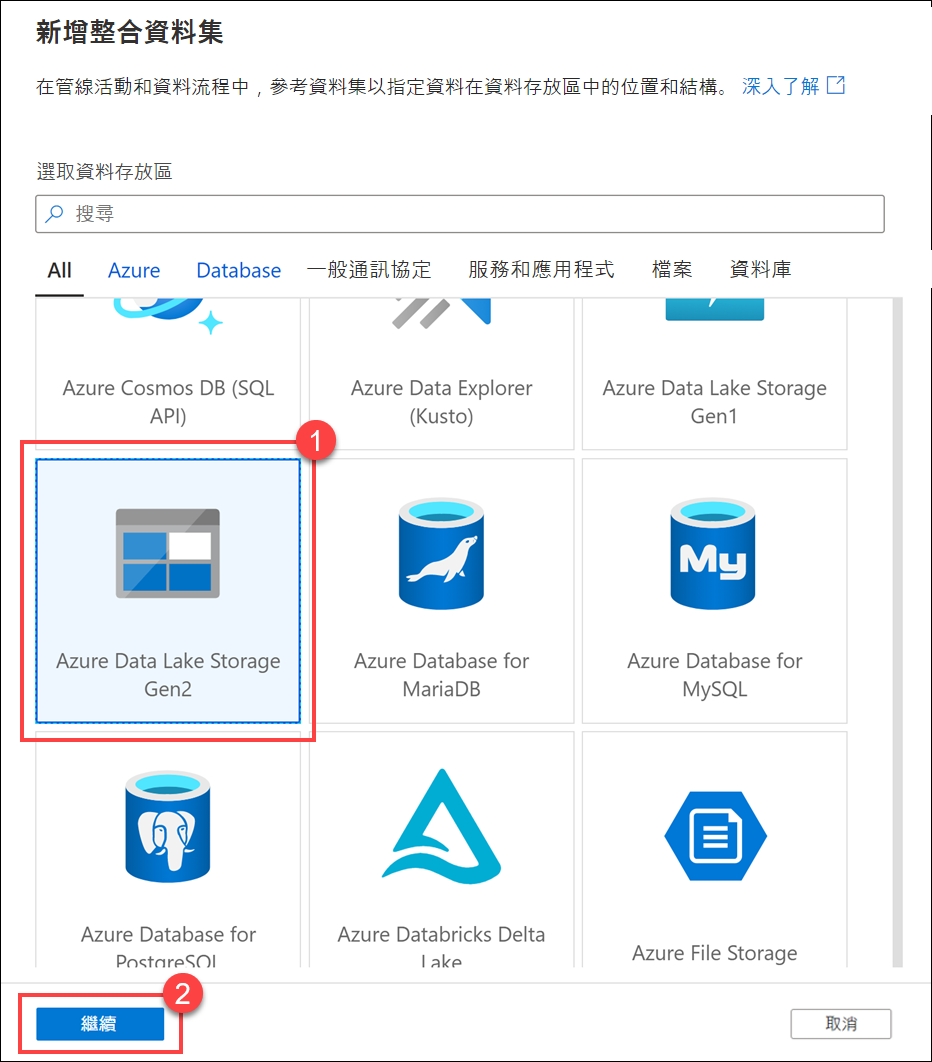 新增整合資料集
在管線活動和資料流程中，參考資料集以指定資料在資料存放區中的位置和結構。 深入了解
選取資料存放區
搜尋
All Azure Database 一般通訊協定 服務和應用程式 檔案 資料庫
Azure Cosmos DB (SQL
API)
Azure Data Explorer
(Kusto)
Azure Data Lake Storage
Gen1
1
Azure Data Lake Storage
Gen2
Azure Database for
MariaDB
My
Azure Database for
MySQL
Azure Database for
PostgreSQL
Azure Databricks Delta
Lake
Azure File Storage
2
繼續
取消